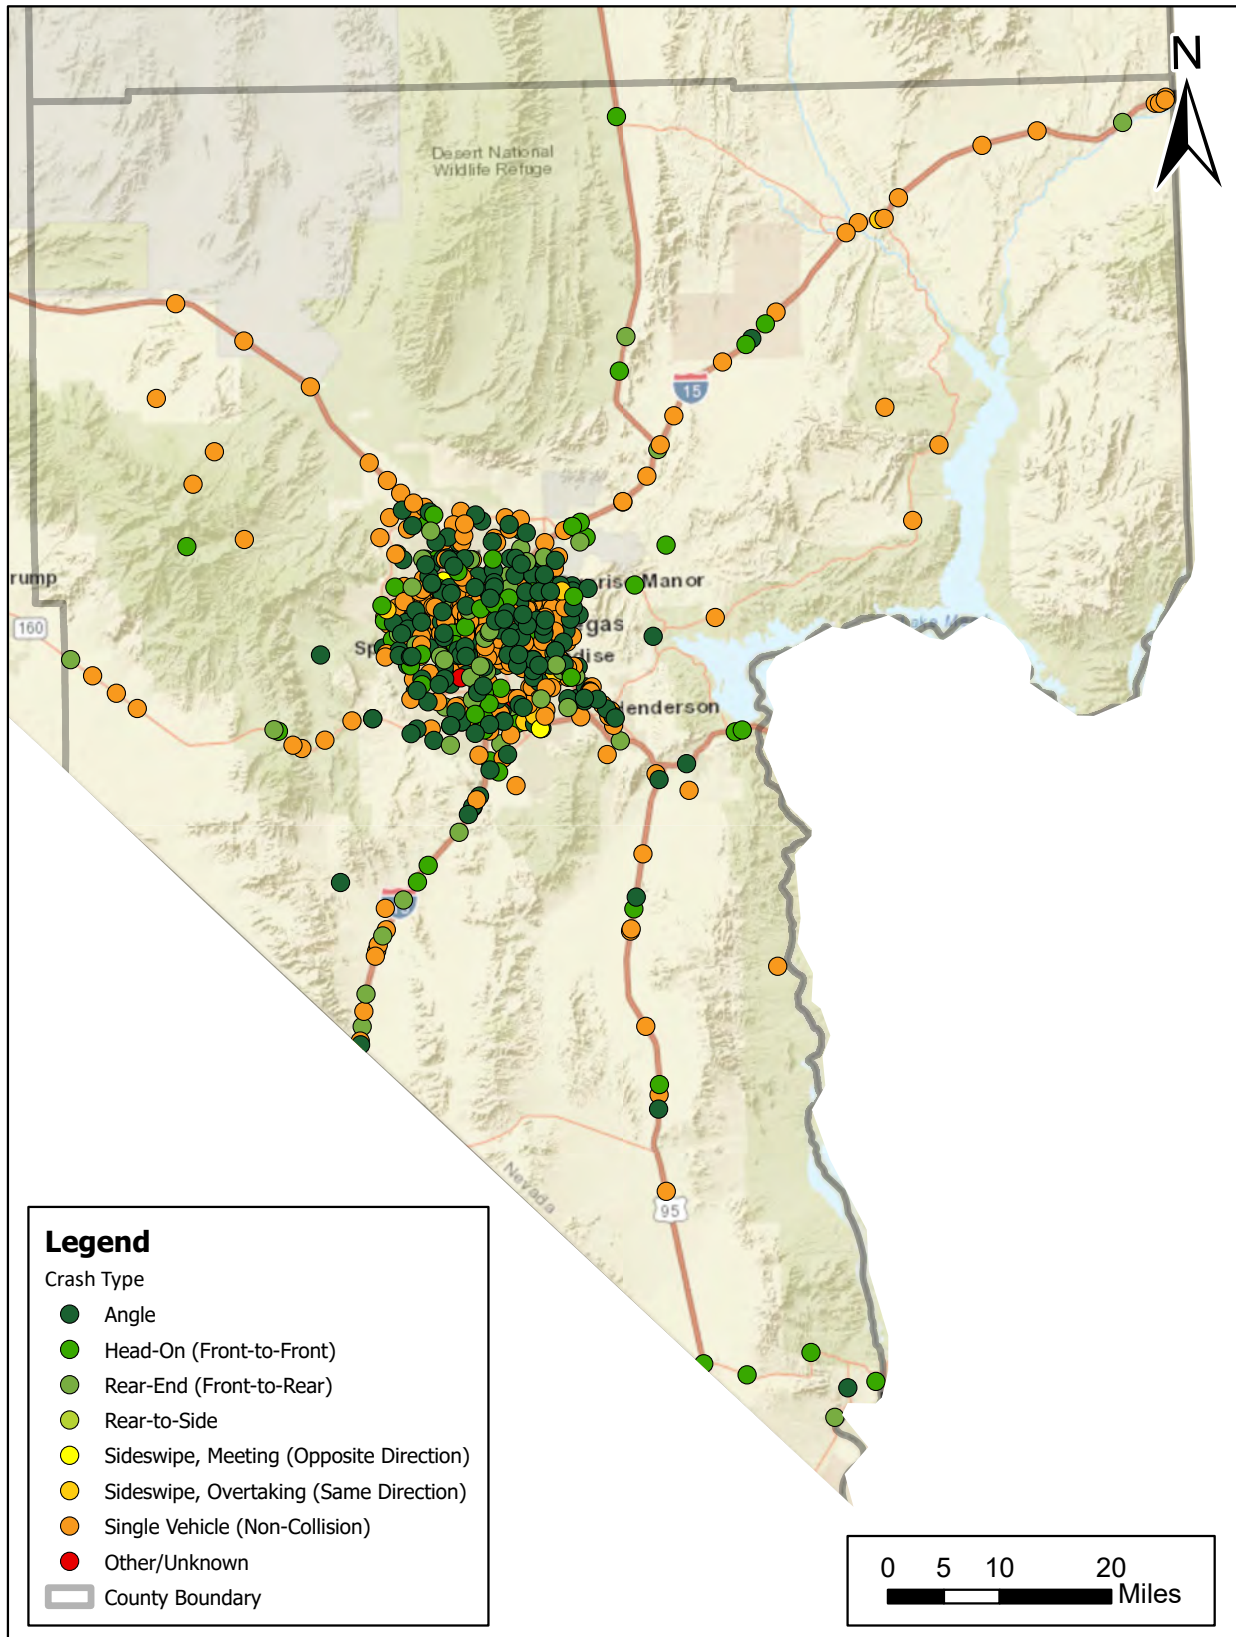 N
Desert National
Wildlife Refuge
15
Manor
rump
160
egas
dise
Henderson
Nevada
95
Legend
Crash Type
Angle
Head-On (Front-to-Front)
Rear-End (Front-to-Rear)
Rear-to-Side
Sideswipe, Meeting (Opposite Direction)
Sideswipe, Overtaking (Same Direction)
Single Vehicle (Non-Collision)
Other/Unknown
County Boundary
0 5 10 20
Miles